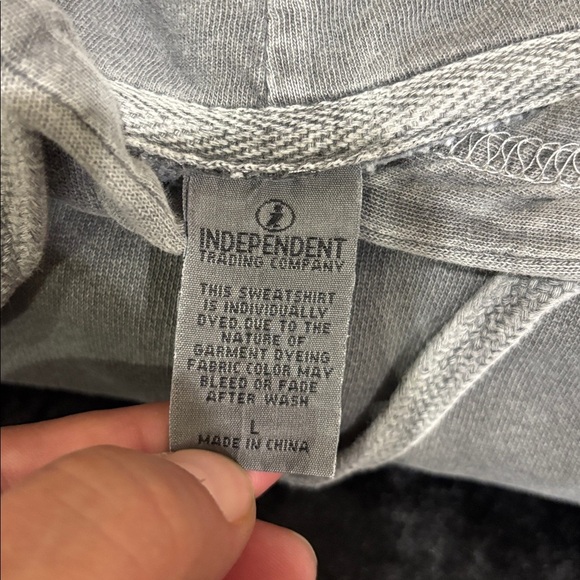 INDEPENDENT
TRADING COMPANY
THIS SWEATSHIRT
IS INDIVIDUALLY
DYED.DUE TO THE
NATURE OF
GARMENT DYEING
FABRIC COLOR MAY
BLEED OR FADE
AFTER WASH
L
MADE IN CHINA